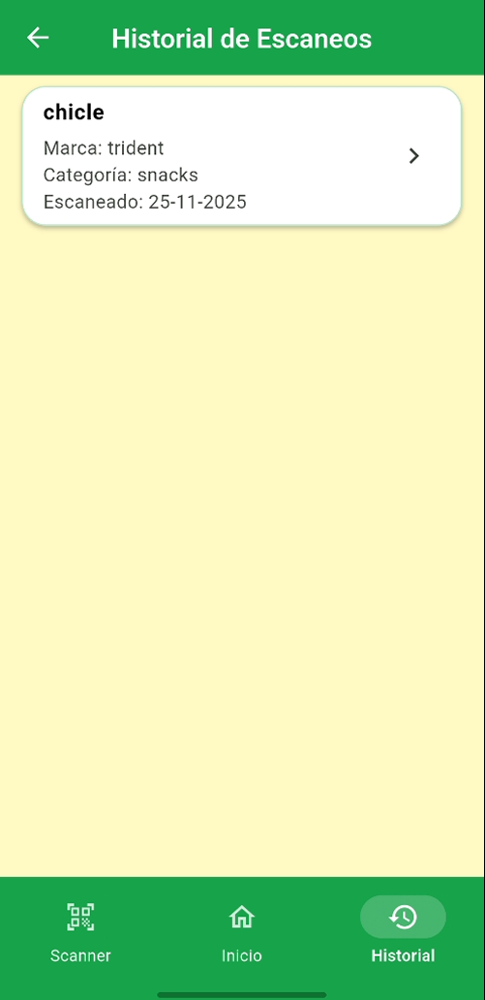 Historial de Escaneos
chicle
Marca: trident
Categoría: snacks
Escaneado: 25-11-2025
Scanner
Inicio
Historial